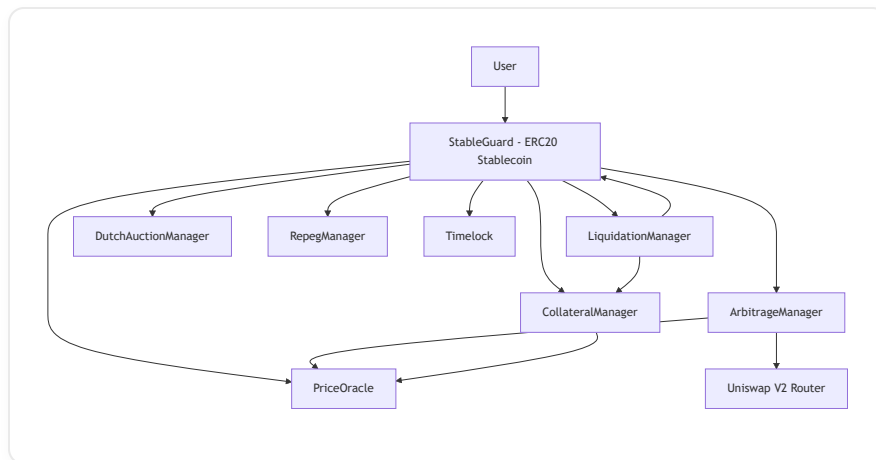 User
StableGuard - ERC20
Stablecoin
DutchAuctionManager
RepegManager
Timelock
LiquidationManager
CollateralManager
ArbitrageManager
PriceOracle
Uniswap V2 Router